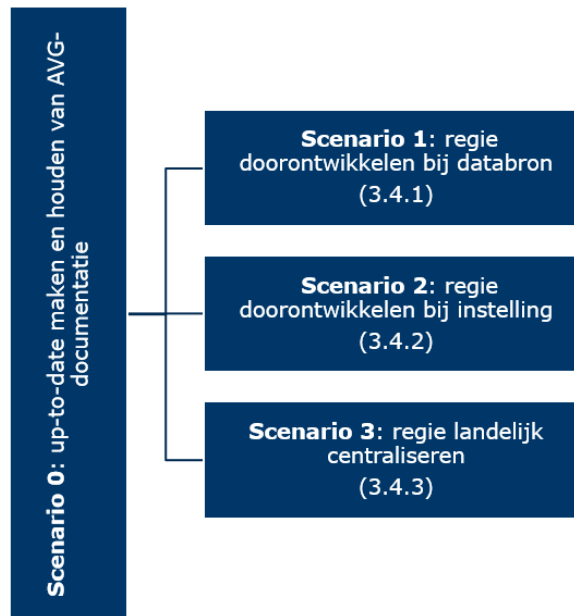 Scenario 0: up-to-date maken en houden van AVG-
documentatie
Scenario 1: regie
doorontwikkelen bij databron
(3.4.1)
Scenario 2: regie
doorontwikkelen bij instelling
(3.4.2)
Scenario 3: regie landelijk
centraliseren
(3.4.3)